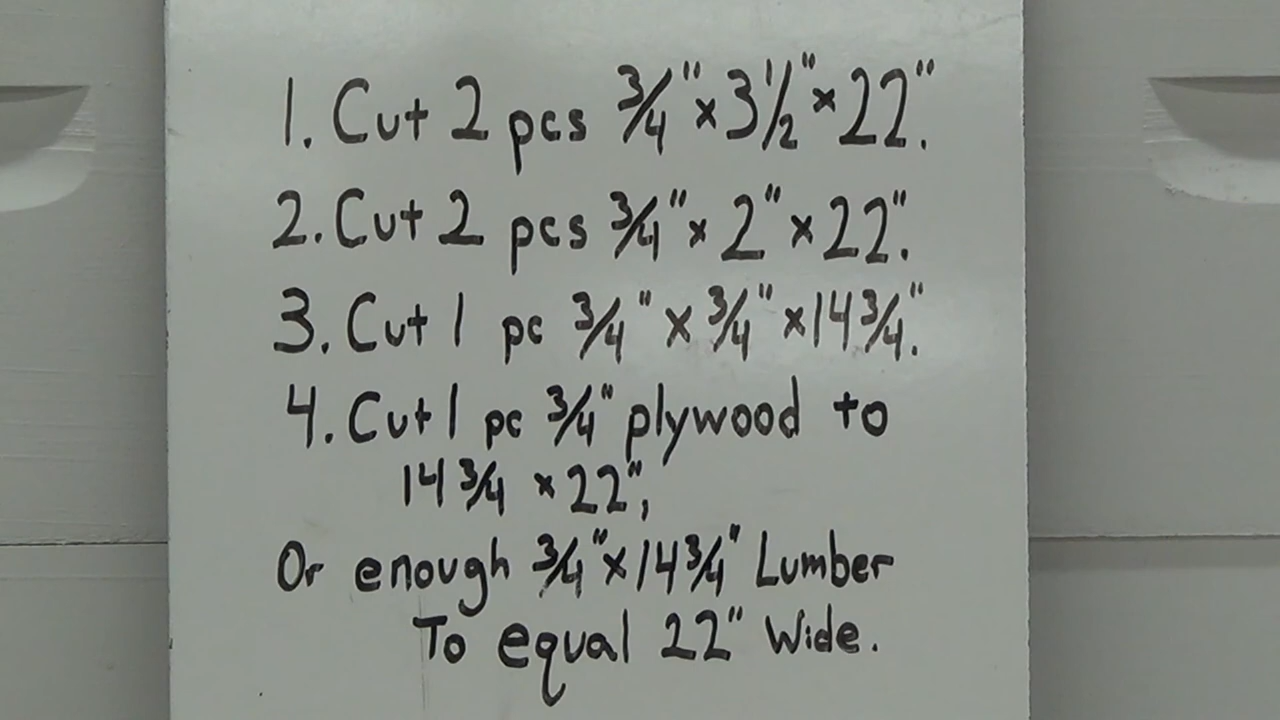 1. Cut 2 pcs 3/4" x 3 1/2" x 22".
2. Cut 2 pcs 3/4" x 2" x 22".
3. Cut 1 pc 3/4" x 3/4" x 14 3/4".
4. Cut 1 pc 3/4" plywood to
14 3/4 x 22",
Or enough 3/4" x 14 3/4" Lumber
To equal 22" Wide.